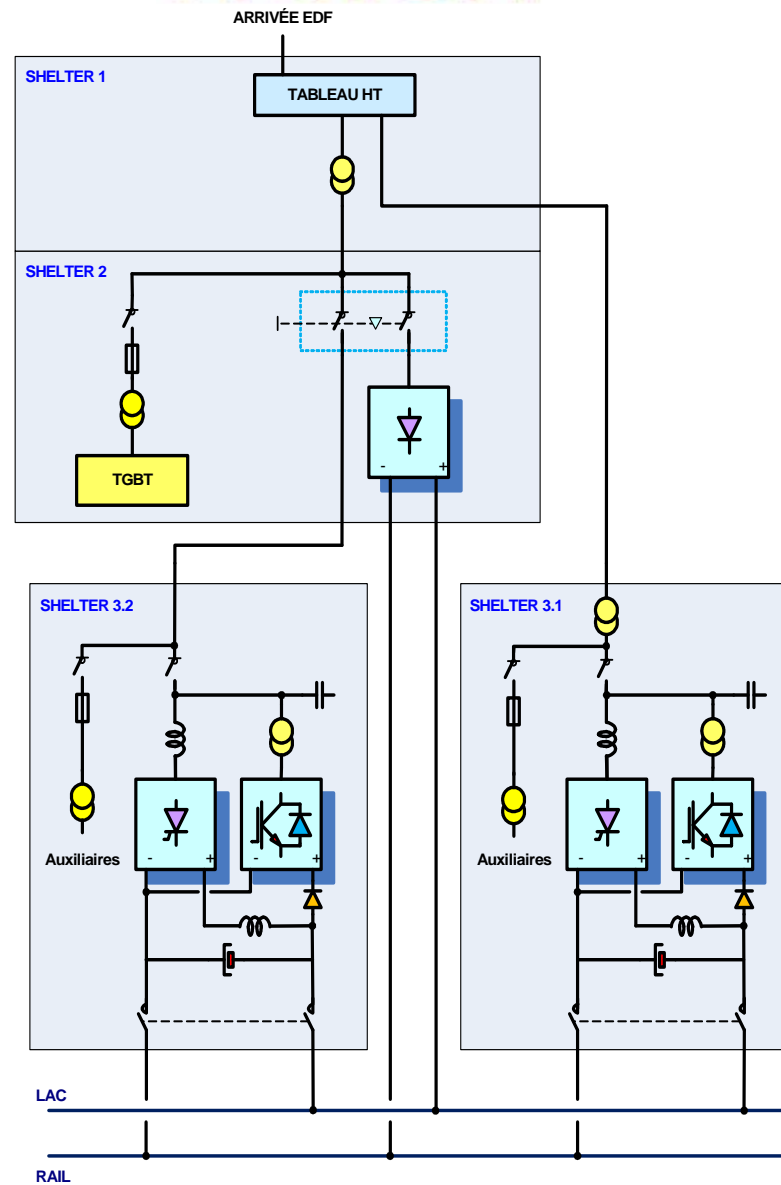 ARRIVÉE EDF
SHELTER 1
TABLEAU HT
SHELTER 2
TGBT
- +
SHELTER 3.2
SHELTER 3.1
Auxiliaires
- +
- +
Auxiliaires
- +
- +
LAC
RAIL